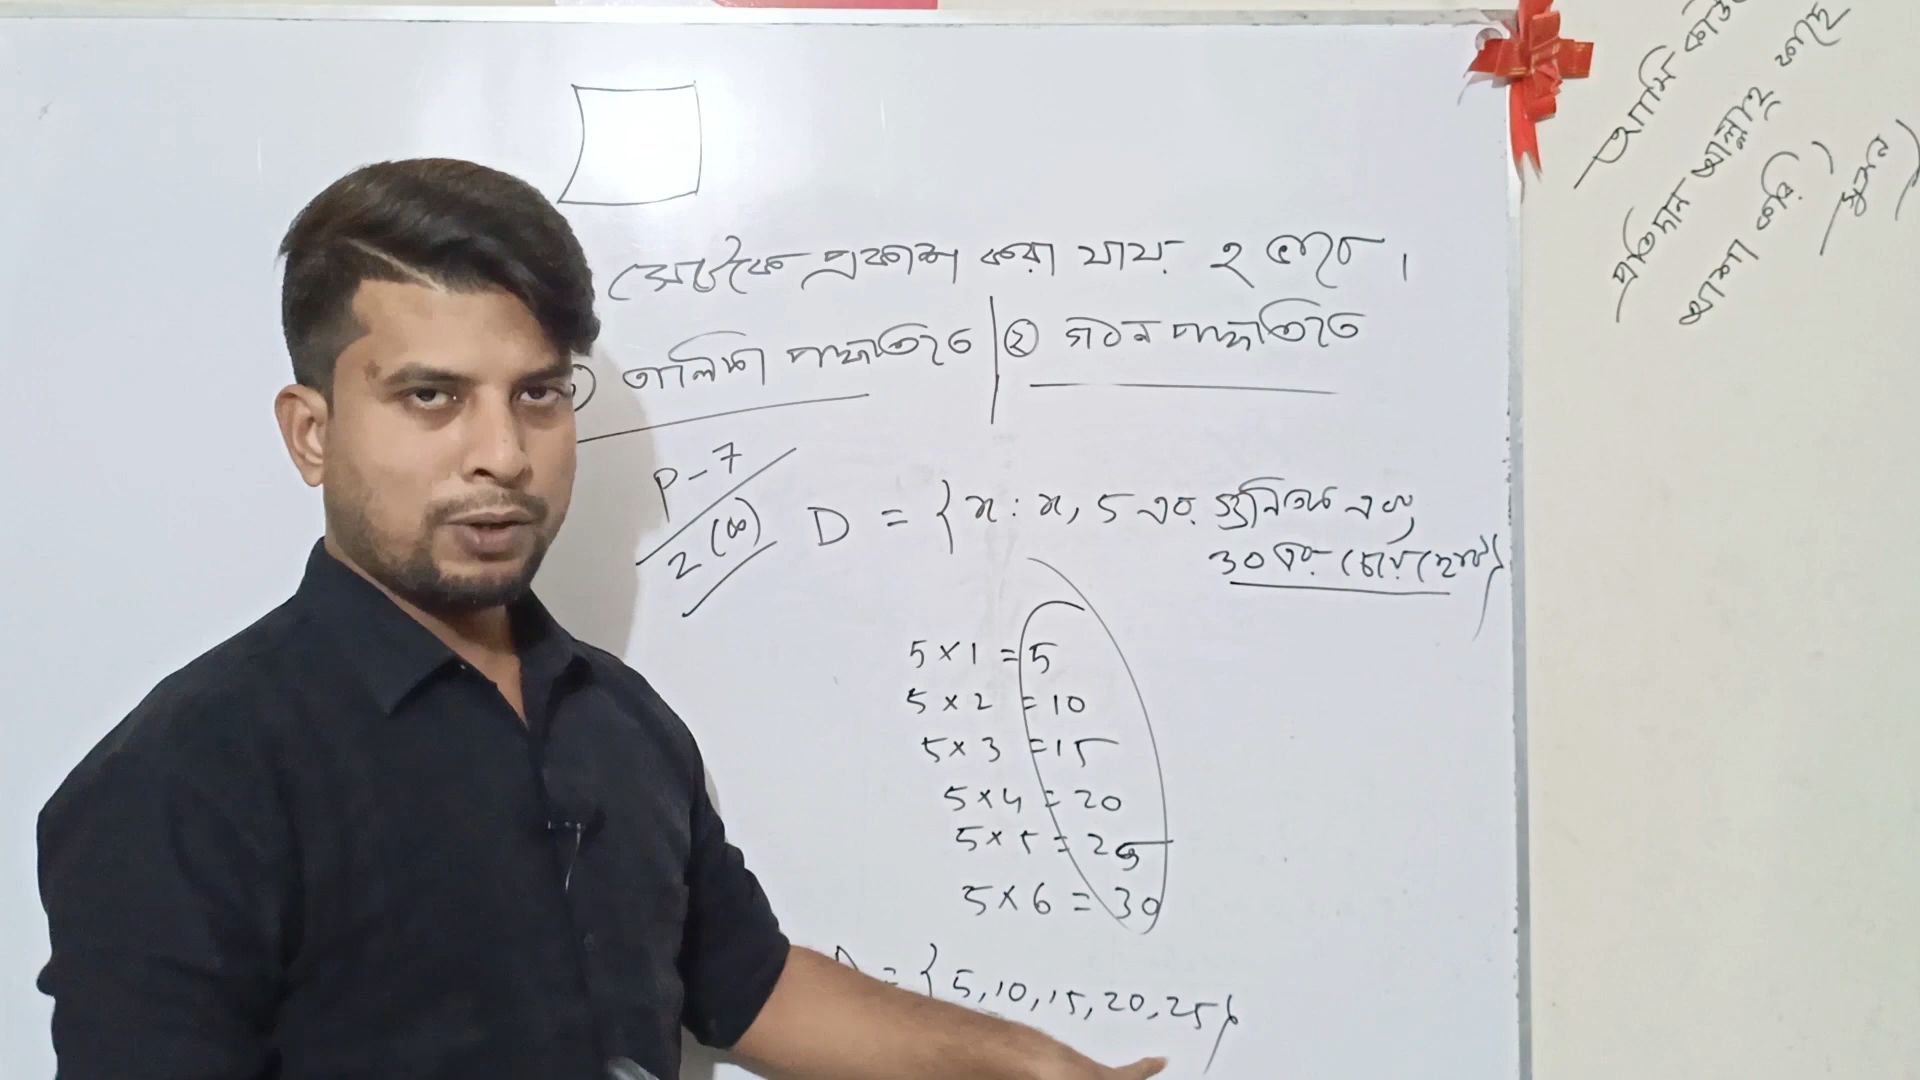 সেটকে প্রকাশ করা যায় ২ ভাবে ।
তালিকা পদ্ধতিতে | ② গঠন পদ্ধতিতে
P-7
2(ঙ)
D = {x : x, 5 এর গুনিতক এবং
30 এর ছোট
5 × 1 = 5
5 × 2 = 10
5 × 3 = 15
5 × 4 = 20
5 × 5 = 25
5 × 6 = 30
= {5, 10, 15, 20, 25}
আমি
প্রতিদান আল্লাহ্ কাছে
আশা করি)